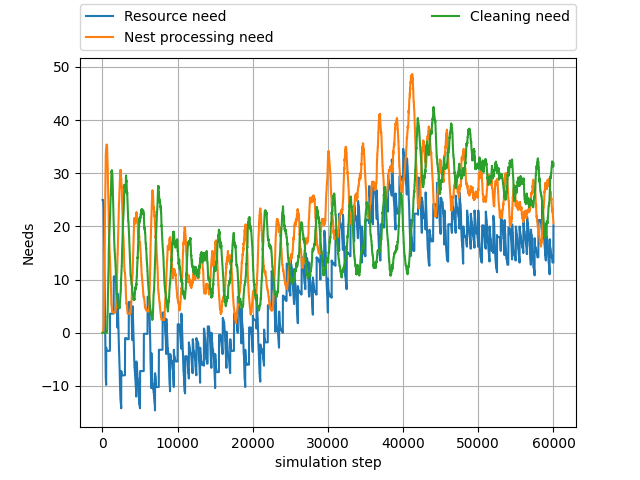 Resource need
Nest processing need
Cleaning need
50
40
30
20
10
0
−10
Needs
0
10000
20000
30000
40000
50000
60000
simulation step